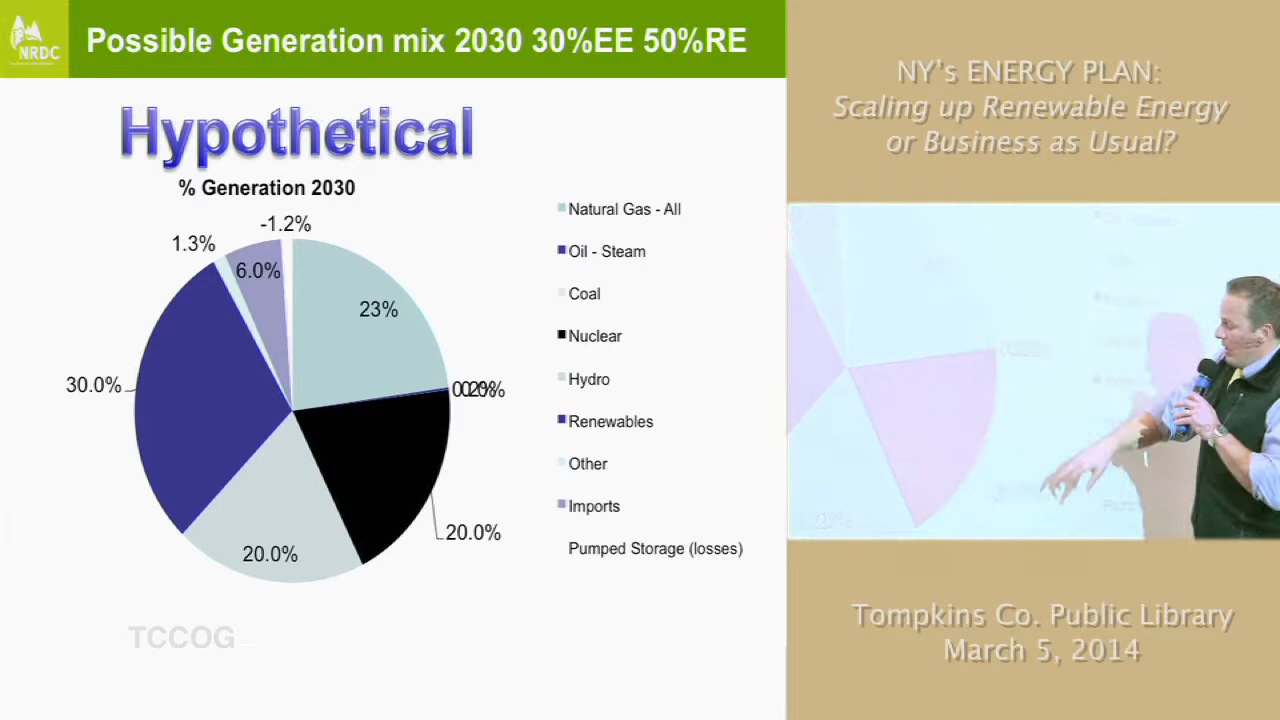 NRDC
Possible Generation mix 2030 30%EE 50%RE
Hypothetical
% Generation 2030
-1.2%
1.3%
6.0%
23%
30.0%
20.0%
20.0%
Natural Gas - All
Oil - Steam
Coal
Nuclear
Hydro
Renewables
Other
Imports
Pumped Storage (losses)
TCCOG
NY's ENERGY PLAN:
Scaling up Renewable Energy
or Business as Usual?
Tompkins Co. Public Library
March 5, 2014